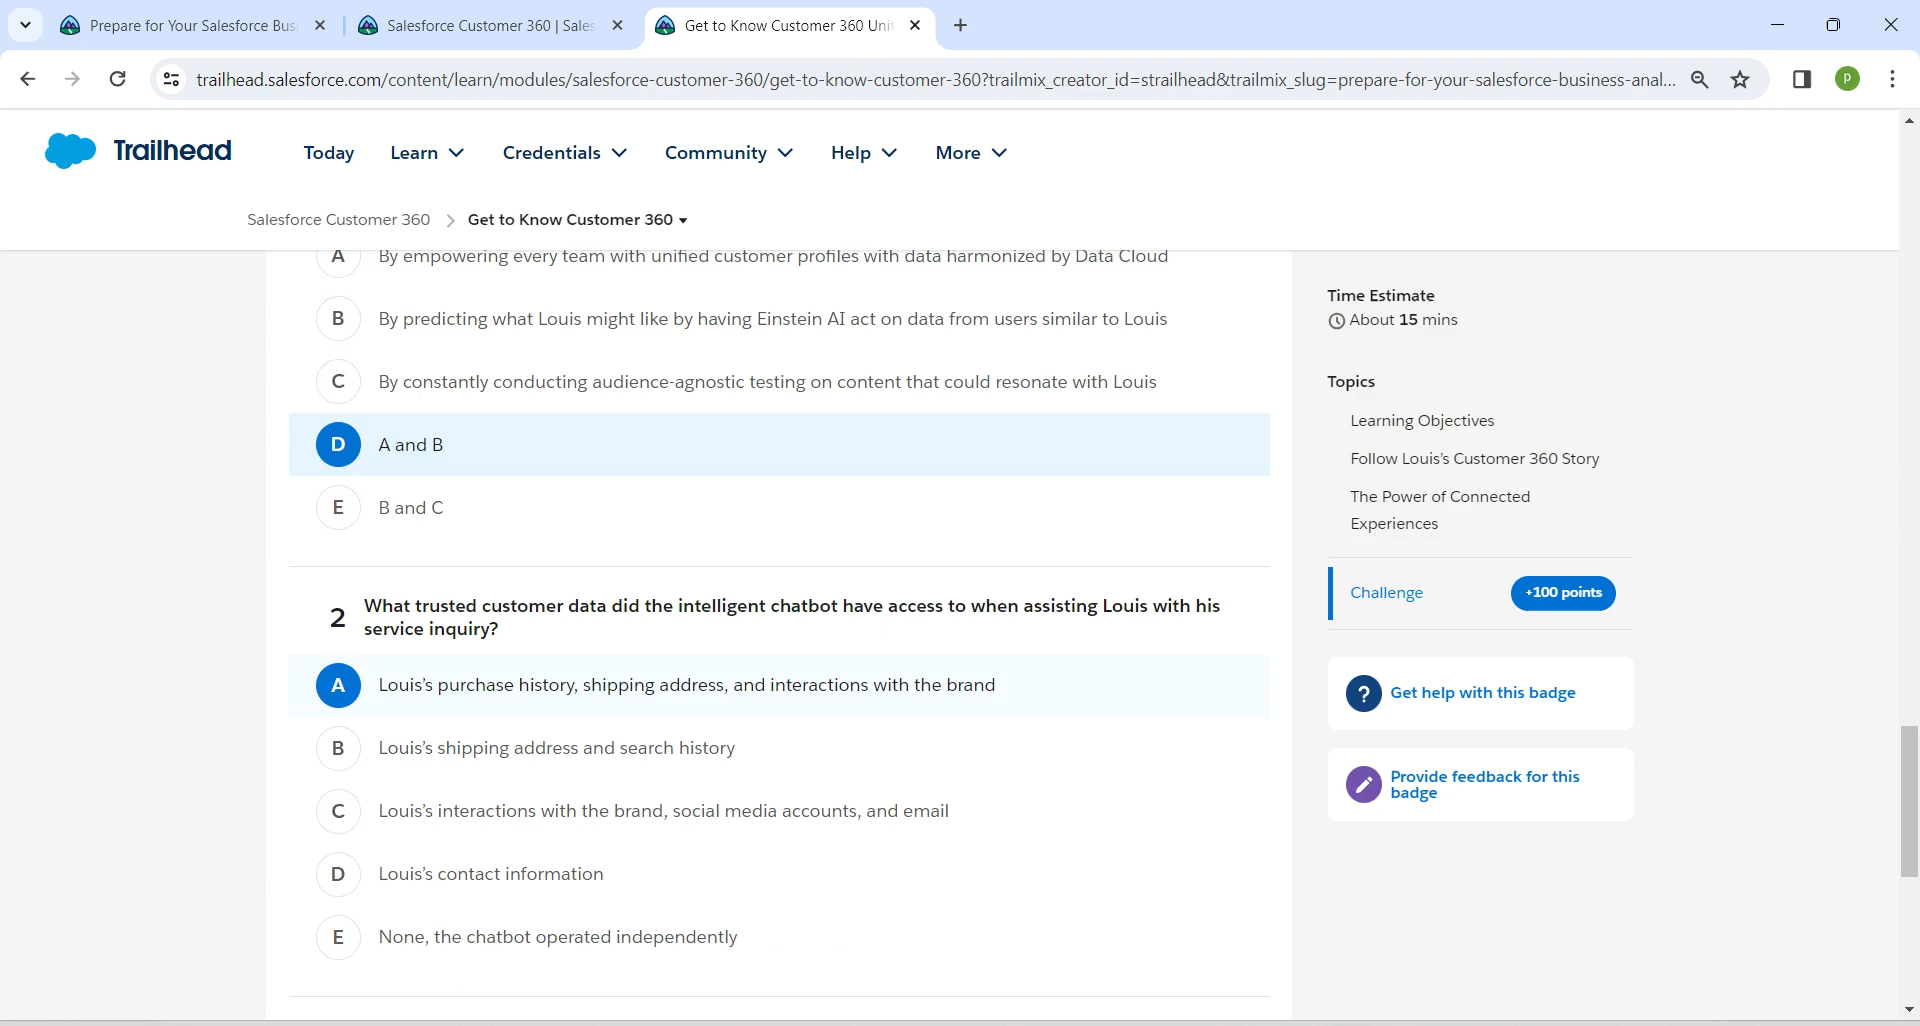 Prepare for Your Salesforce Bus
Salesforce Customer 360 | Sales
Get to Know Customer 360 Uni
trailhead.salesforce.com/content/learn/modules/salesforce-customer-360/get-to-know-customer-360?trailmix_creator_id=strailhead&trailmix_slug=prepare-for-your-salesforce-business-anal...
P
Trailhead
Today
Learn
Credentials
Community
Help
More
Salesforce Customer 360
Get to Know Customer 360
A By empowering every team with unified customer profiles with data harmonized by Data Cloud
B By predicting what Louis might like by having Einstein AI act on data from users similar to Louis
C By constantly conducting audience-agnostic testing on content that could resonate with Louis
D A and B
E B and C
2 What trusted customer data did the intelligent chatbot have access to when assisting Louis with his
service inquiry?
A Louis’s purchase history, shipping address, and interactions with the brand
B Louis’s shipping address and search history
C Louis’s interactions with the brand, social media accounts, and email
D Louis’s contact information
E None, the chatbot operated independently
Time Estimate
About 15 mins
Topics
Learning Objectives
Follow Louis’s Customer 360 Story
The Power of Connected
Experiences
Challenge
+100 points
? Get help with this badge
Provide feedback for this
badge